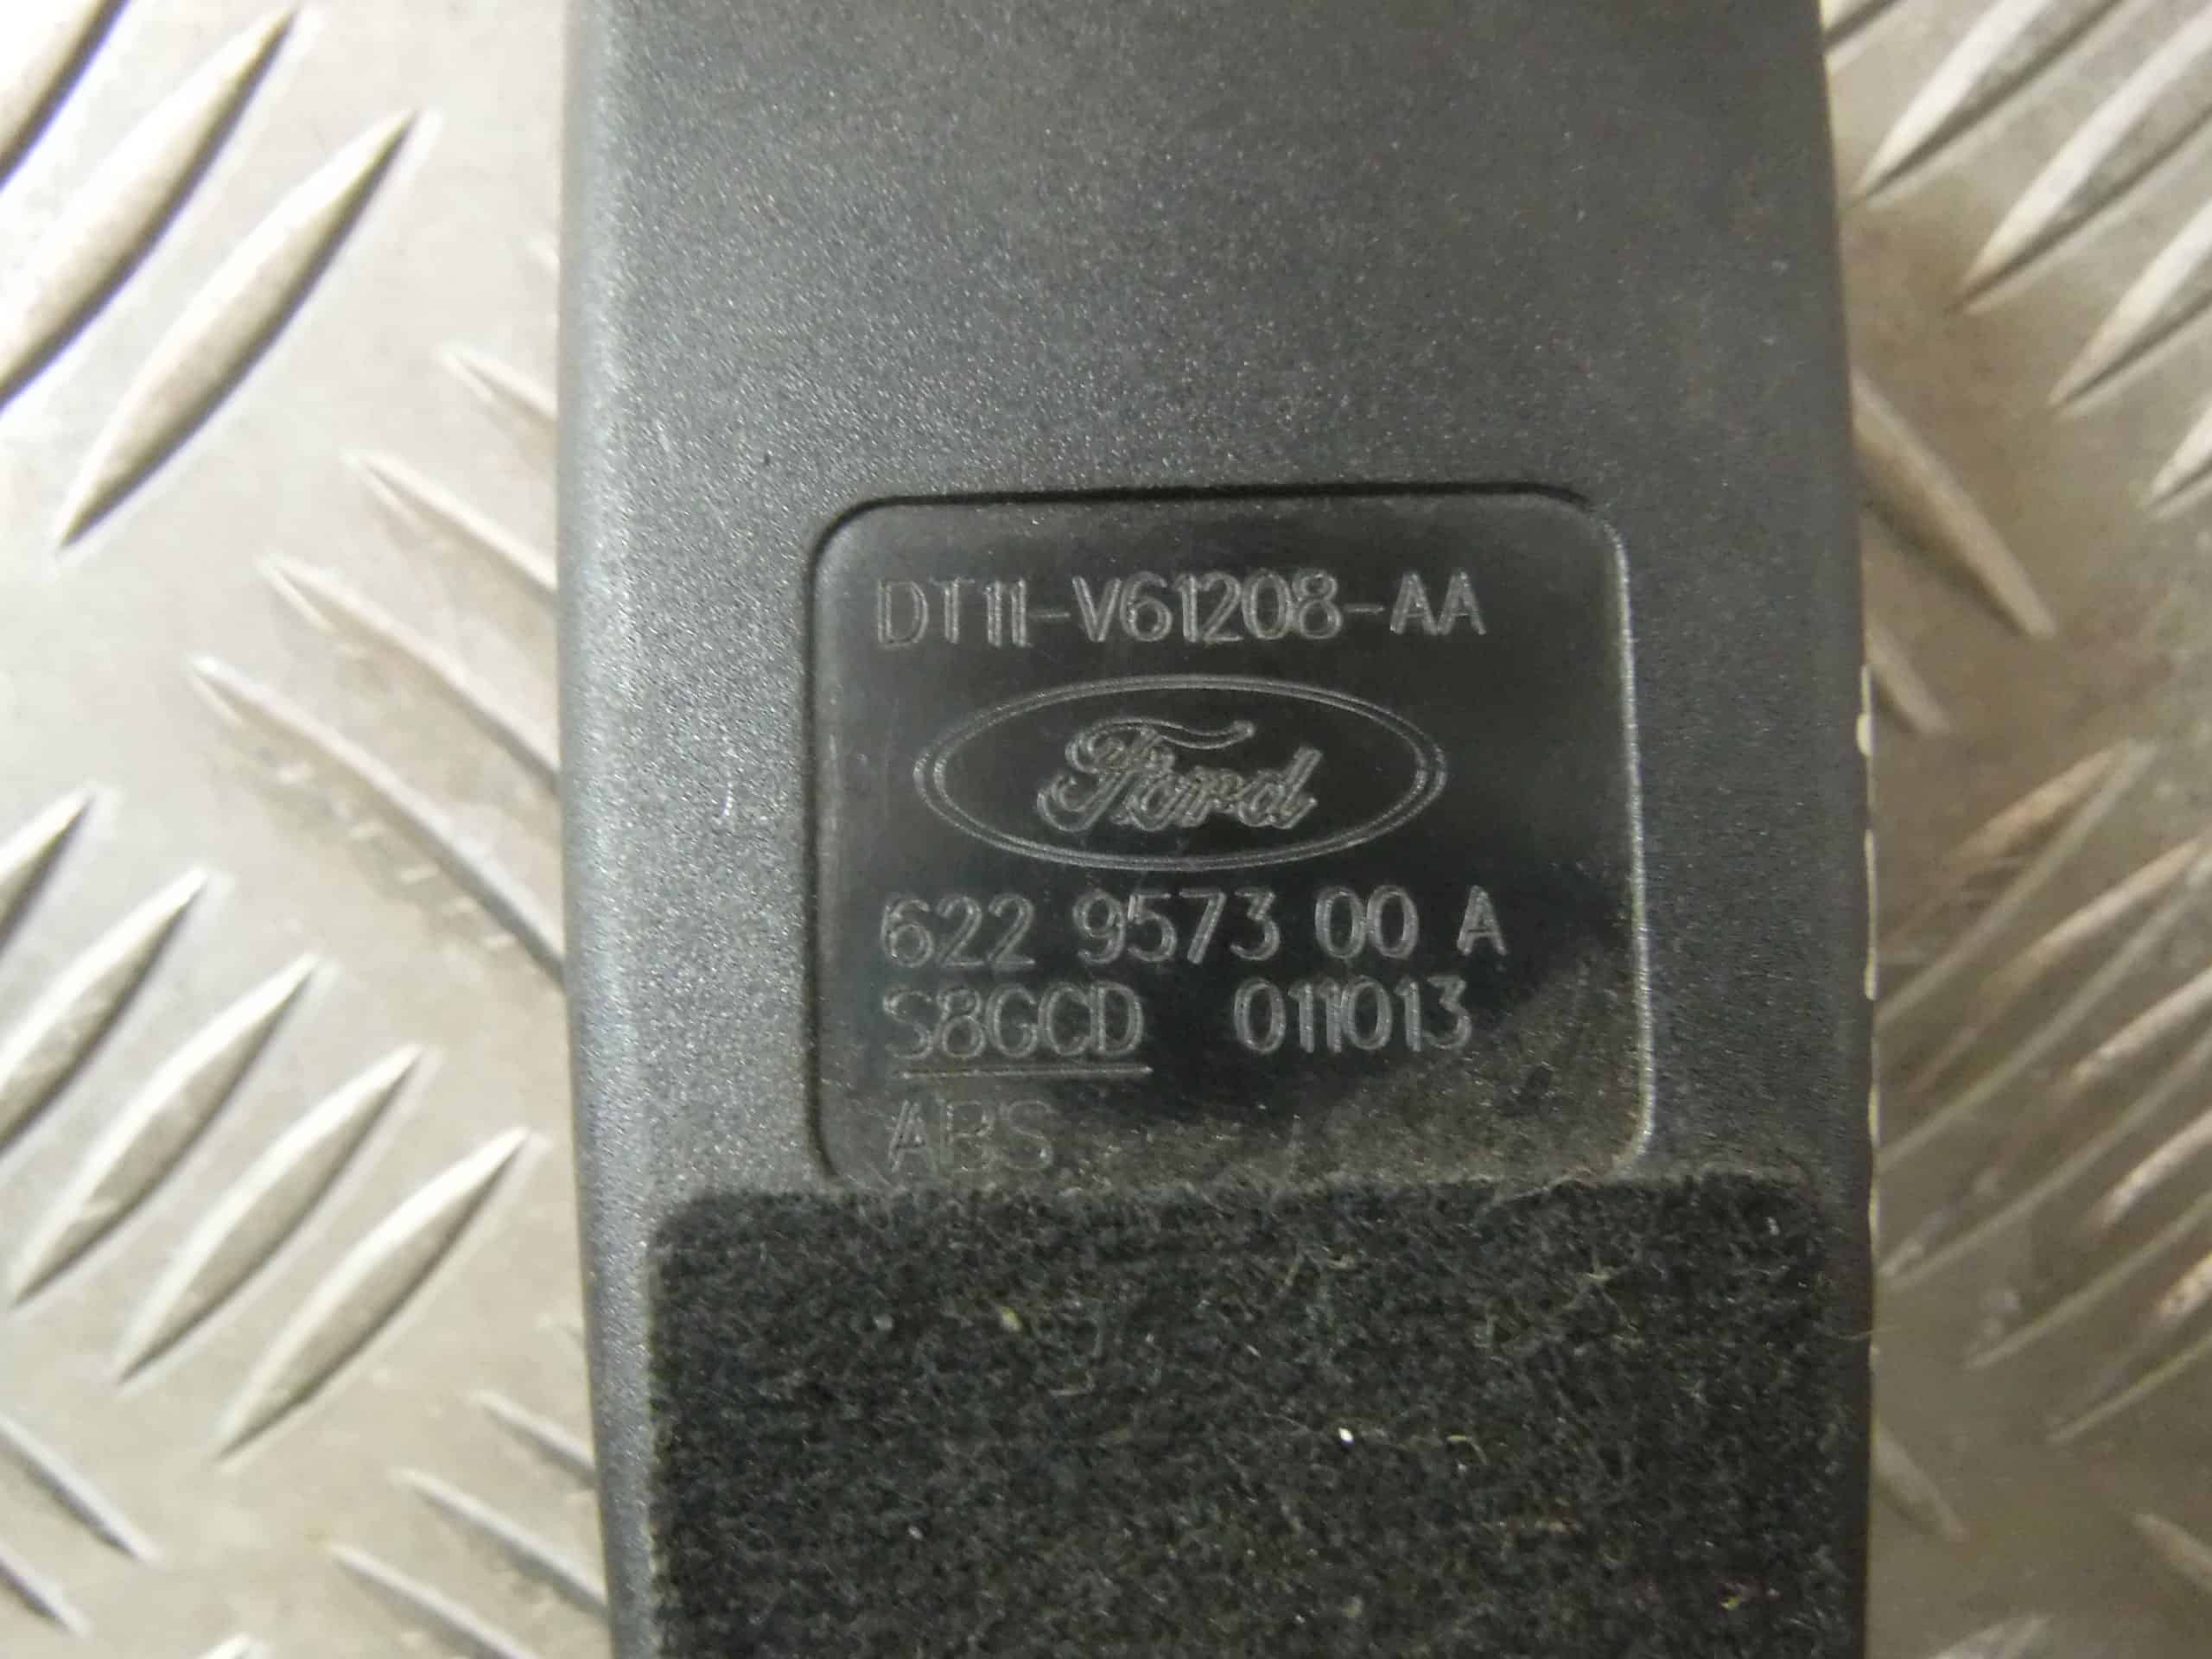 DT11-V61208-AA
Ford
622 9573 00 A
S8GCD 011013
ABS